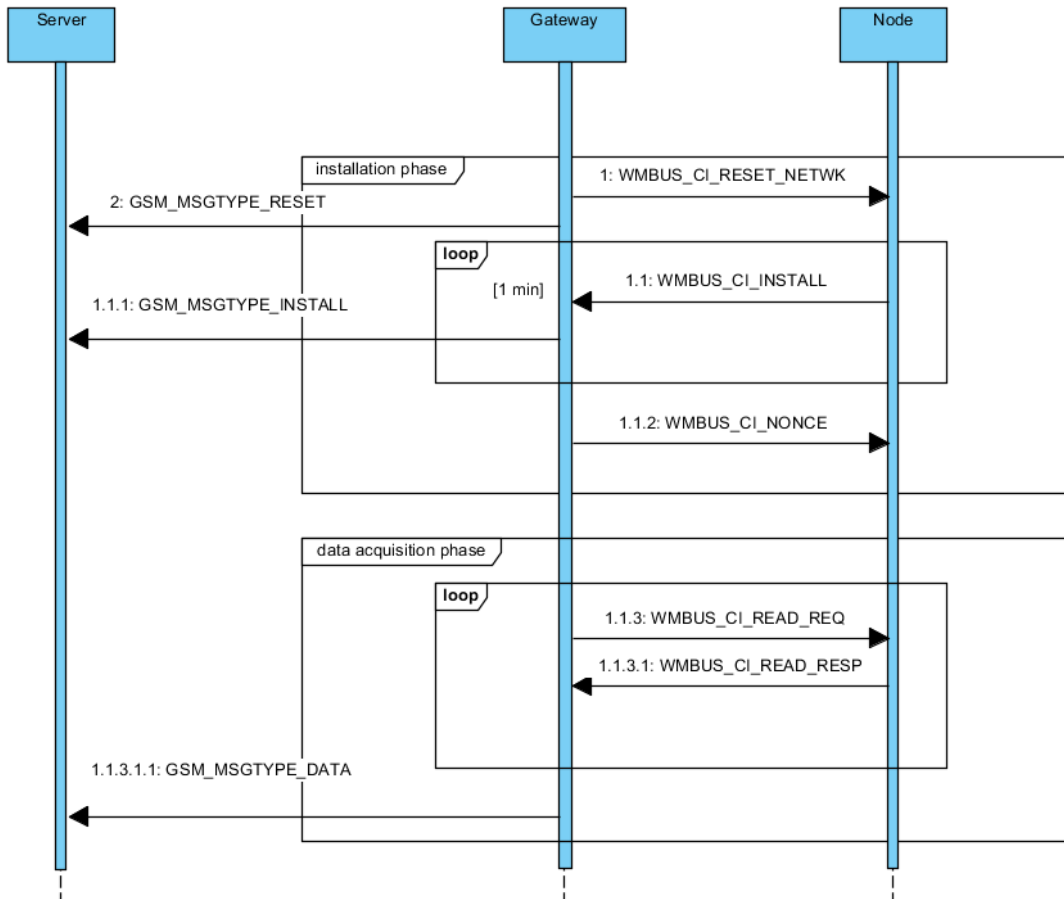 Server
Gateway
Node
installation phase
1: WMBUS_CI_RESET_NETWK
2: GSM_MSGTYPE_RESET
loop
[1 min]
1.1: WMBUS_CI_INSTALL
1.1.1: GSM_MSGTYPE_INSTALL
1.1.2: WMBUS_CI_NONCE
data acquisition phase
loop
1.1.3: WMBUS_CI_READ_REQ
1.1.3.1: WMBUS_CI_READ_RESP
1.1.3.1.1: GSM_MSGTYPE_DATA